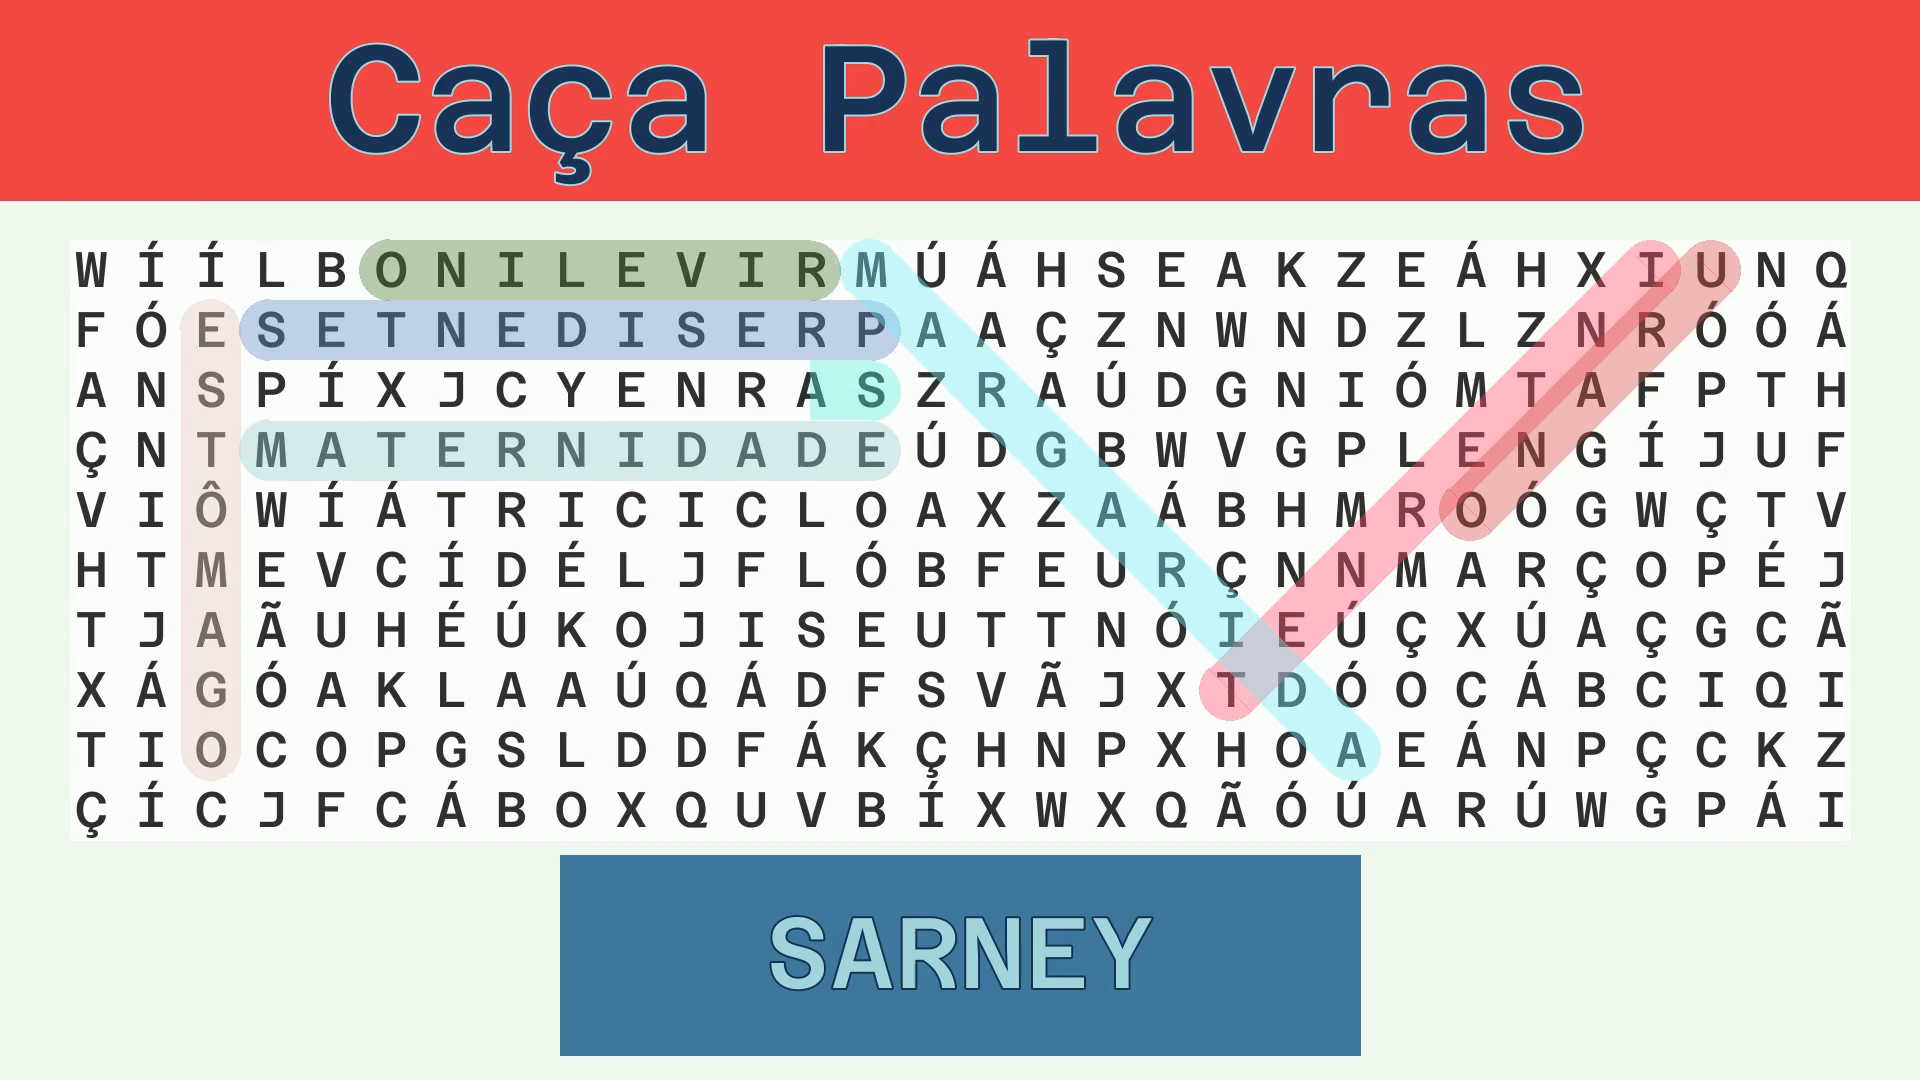 Caça Palavras
W Í Í L B O N I L E V I R M Ú Á H S E A K Z E Á H X I U N Q
F Ó E S E T N E D I S E R P A A Ç Z N W N D Z L Z N R Ó Ó Á
A N S P Í X J C Y E N R A S Z R A Ú D G N I Ó M T A F P T H
Ç N T M A T E R N I D A D E Ú D G B W V G P L E N G Í J U F
V I Ô W Í Á T R I C I C L O A X Z A Á B H M R O Ó G W Ç T V
H T M E V C Í D É L J F L Ó B F E U R Ç N N M A R Ç O P É J
T J A Ã U H É Ú K O J I S E U T T N Ó I E Ú Ç X Ú A Ç G C Ã
X Á G Ó A K L A A Ú Q Á D F S V Ã J X T D Ó O C Á B C I Q I
T I O C O P G S L D D F Á K Ç H N P X H O A E Á N P Ç C K Z
Ç Í C J F C Á B O X Q U V B Í X W X Q Ã Ó Ú A R Ú W G P Á I
SARNEY